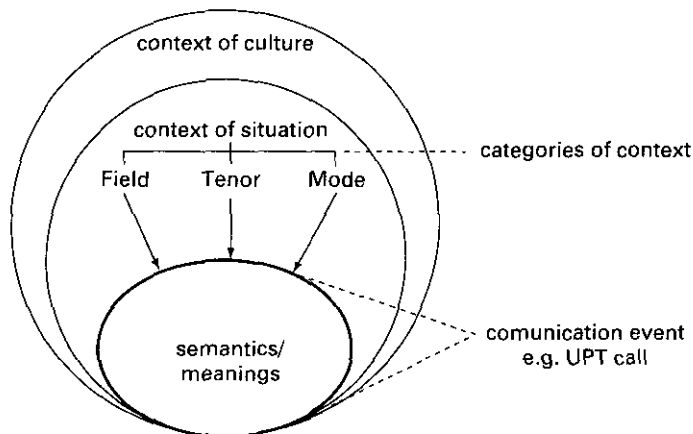 context of culture
context of situation
categories of context
Field Tenor Mode
semantics/
meanings
comunication event
e.g. UPT call